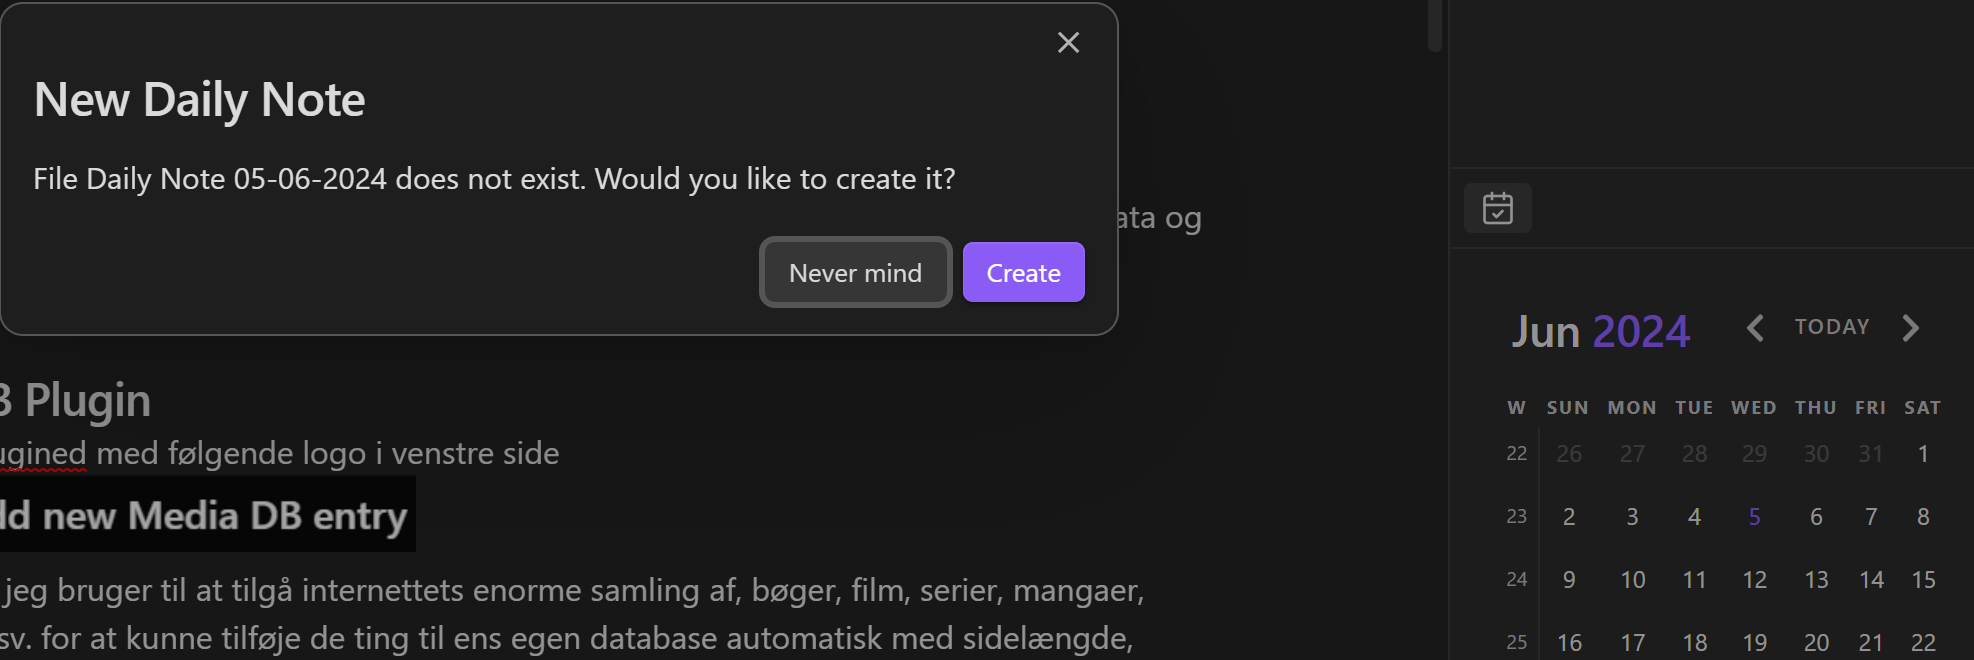 New Daily Note
File Daily Note 05-06-2024 does not exist. Would you like to create it?
Never mind
Create
ata og
B Plugin
ugined med følgende logo i venstre side
dd new Media DB entry
jeg bruger til at tilgå internettets enorme samling af, bøger, film, serier, mangaer,
sv. for at kunne tilføje de ting til ens egen database automatisk med sidelængde,
Jun 2024
TODAY
W SUN MON TUE WED THU FRI SAT
22 26 27 28 29 30 31 1
23 2 3 4 5 6 7 8
24 9 10 11 12 13 14 15
25 16 17 18 19 20 21 22